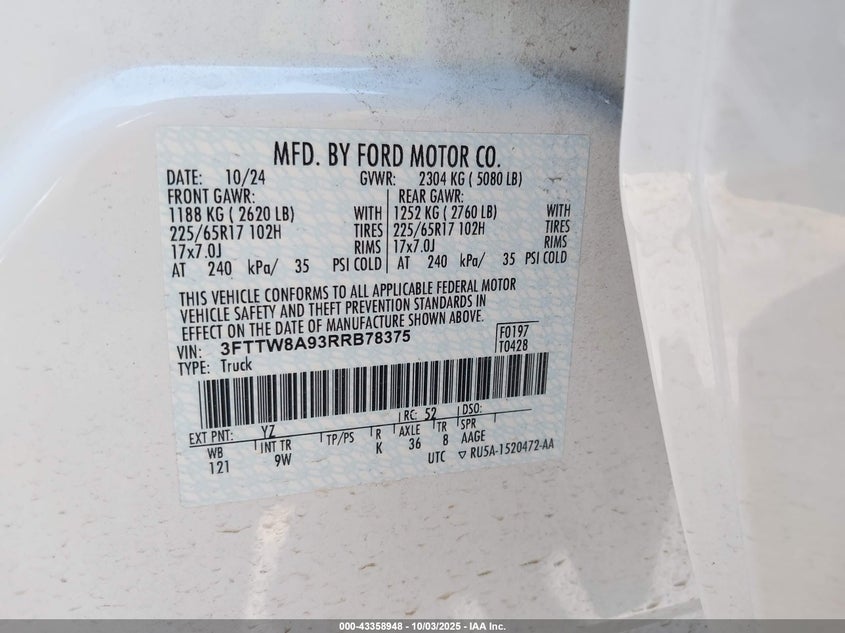 MFD. BY FORD MOTOR CO.
DATE: 10/24 GVWR: 2304 KG ( 5080 LB)
FRONT GAWR: REAR GAWR:
1188 KG ( 2620 LB) WITH 1252 KG ( 2760 LB) WITH
225/65R17 102H TIRES 225/65R17 102H TIRES
17x7.0J RIMS 17x7.0J RIMS
AT 240 kPa/ 35 PSI COLD AT 240 kPa/ 35 PSI COLD
THIS VEHICLE CONFORMS TO ALL APPLICABLE FEDERAL MOTOR
VEHICLE SAFETY AND THEFT PREVENTION STANDARDS IN
EFFECT ON THE DATE OF MANUFACTURE SHOWN ABOVE.
VIN: 3FTTW8A93RRB78375 F0197
TYPE: Truck T0428
EXT PNT: YZ RC: 52 DSO:
WB INT TR TP/PS R AXLE TR SPR
121 9W K 36 8 AAGE
UTC ▽ RU5A-1520472-AA
000-43358948 - 10/03/2025 - IAA Inc.